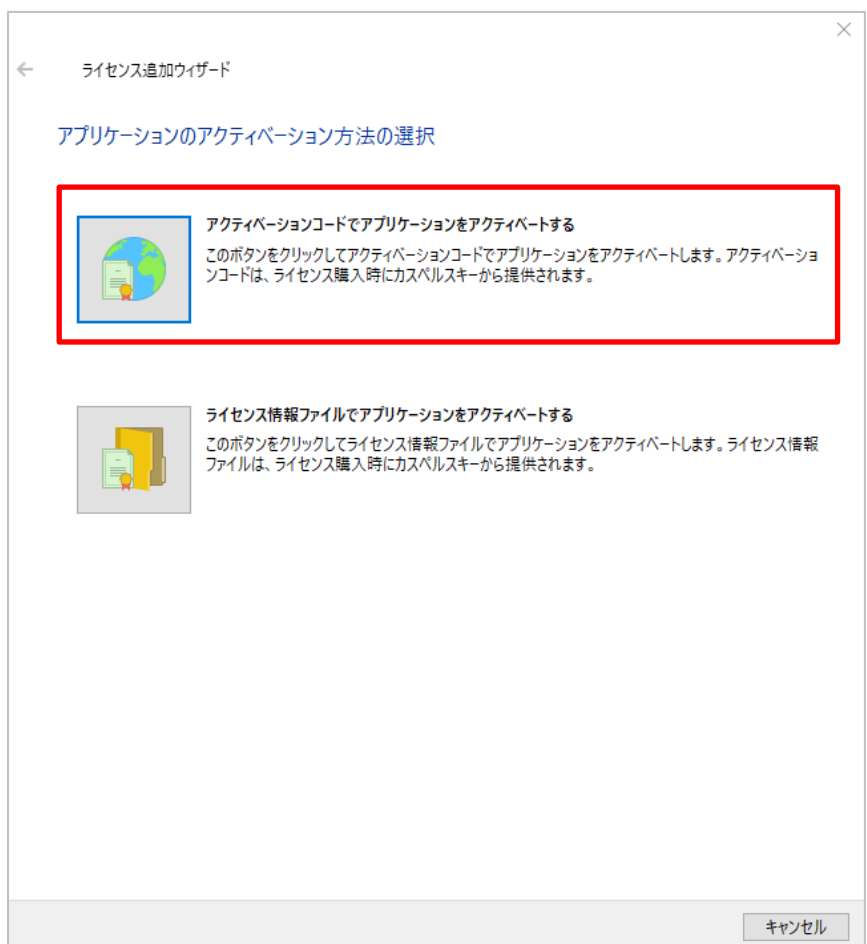 ライセンス追加ウィザード
アプリケーションのアクティベーション方法の選択
アクティベーションコードでアプリケーションをアクティベートする
このボタンをクリックしてアクティベーションコードでアプリケーションをアクティベートします。アクティベーショ
ンコードは、ライセンス購入時にカスペルスキーから提供されます。
ライセンス情報ファイルでアプリケーションをアクティベートする
このボタンをクリックしてライセンス情報ファイルでアプリケーションをアクティベートします。ライセンス情報
ファイルは、ライセンス購入時にカスペルスキーから提供されます。
キャンセル